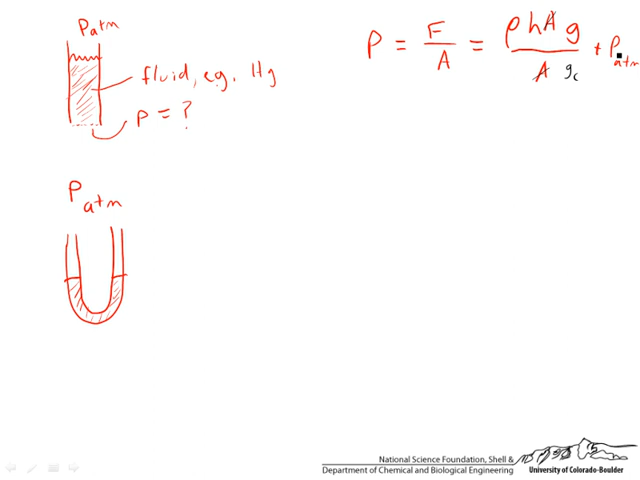 Patm
fluid, e.g. Hg
P = ?
P = F/A = ρhAg/A gc + Patm
Patm
National Science Foundation, Shell &
Department of Chemical and Biological Engineering
University of Colorado-Boulder